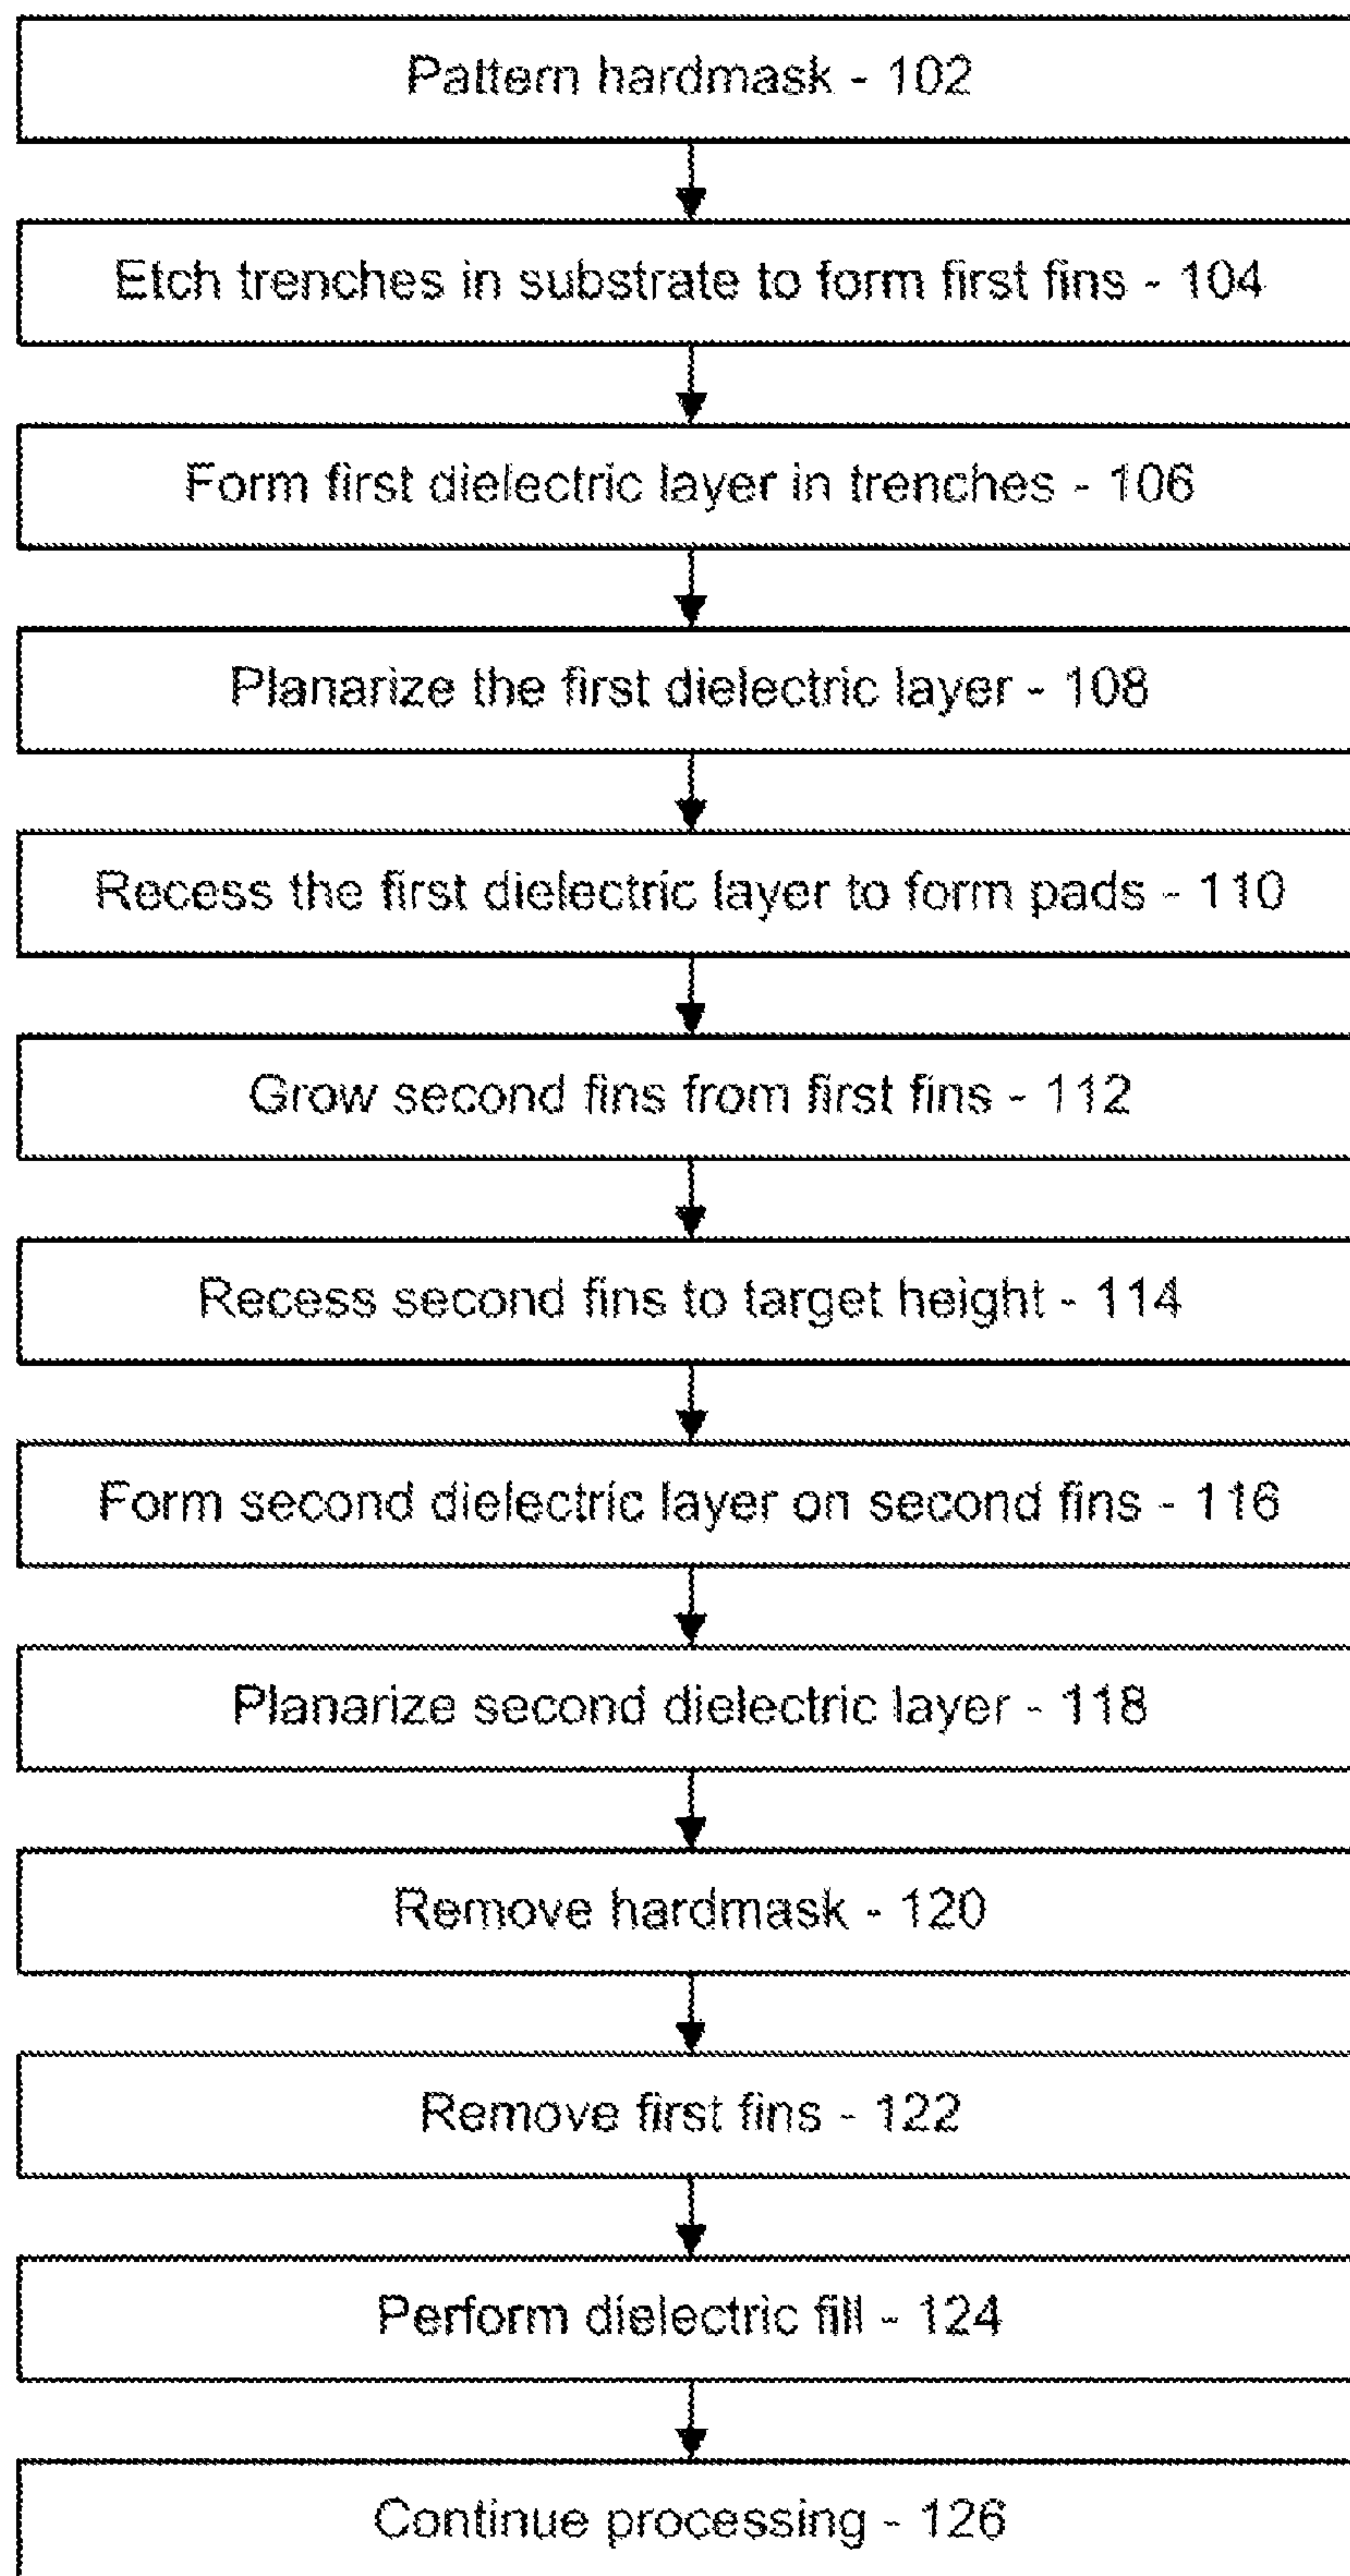 Pattern hardmask - 102
Etch trenches in substrate to form first fins - 104
Form first dielectric layer in trenches - 106
Planarize the first dielectric layer - 108
Recess the first dielectric layer to form pads - 110
Grow second fins from first fins - 112
Recess second fins to target height - 114
Form second dielectric layer on second fins - 116
Planarize second dielectric layer - 118
Remove hardmask - 120
Remove first fins - 122
Perform dielectric fill - 124
Continue processing - 126